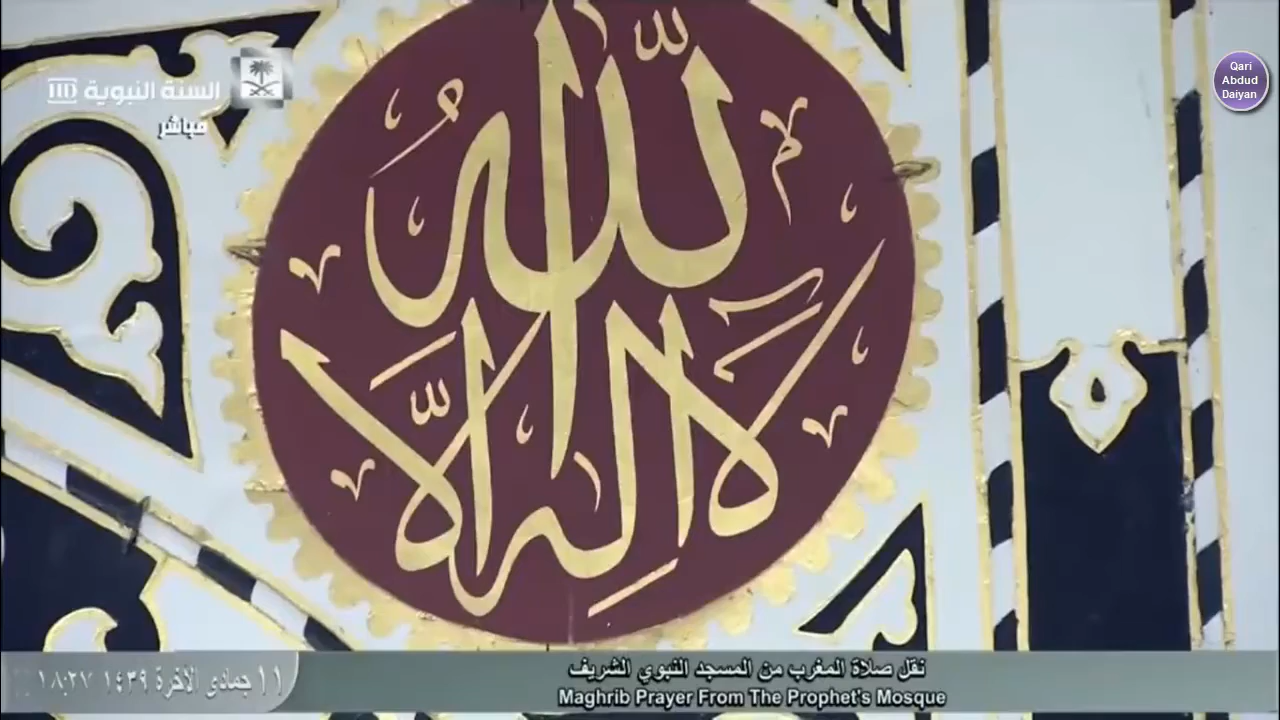 السنة النبوية HD
مباشر
Qari
Abdud
Daiyan
لا إله إلا الله
نقل صلاة المغرب من المسجد النبوي الشريف
Maghrib Prayer From The Prophet's Mosque
١١ جمادى الآخرة ١٤٣٩ ١٨:٢٧